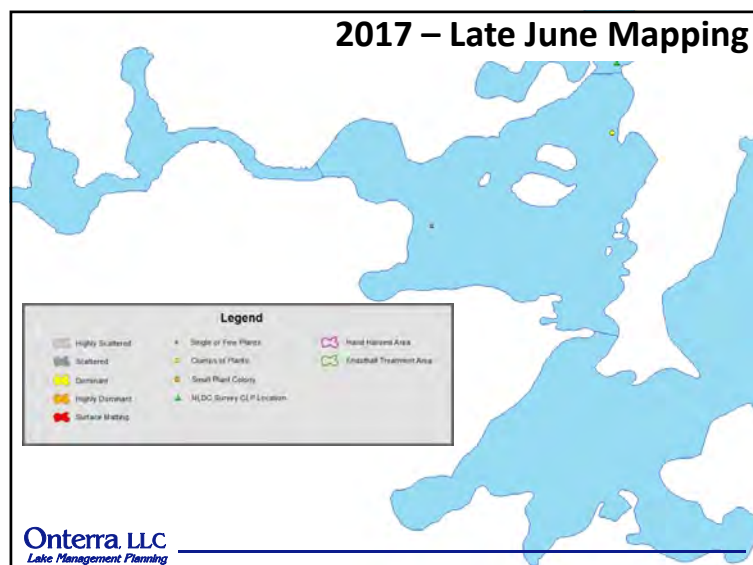 2017 – Late June Mapping
Legend
Highly Scattered
Scattered
Dominant
Highly Dominant
Surface Matting
Single or Few Plants
Clumps of Plants
Small Plant Colony
NLDC Survey CLP Location
Hand Harvest Area
Endothall Treatment Area
Onterra, LLC
Lake Management Planning